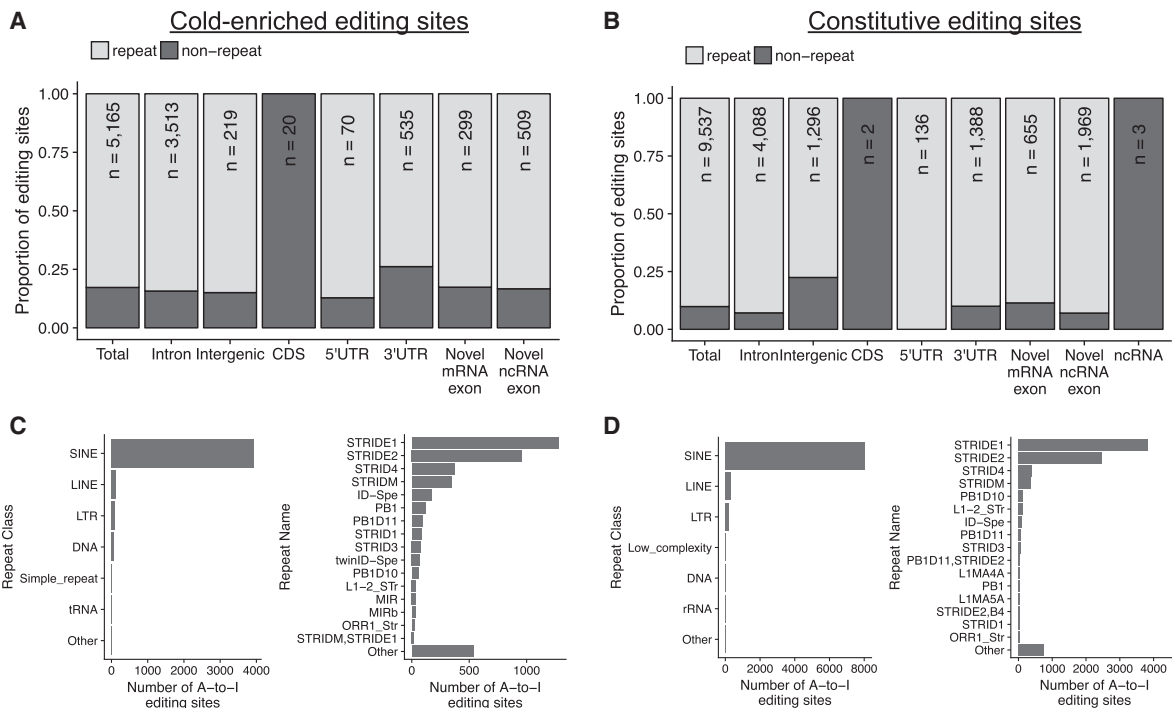 A
Cold-enriched editing sites
repeat
non−repeat
Proportion of editing sites
1.00
0.75
0.50
0.25
0.00
n = 5,165
n = 3,513
n = 219
n = 20
n = 70
n = 535
n = 299
n = 509
Total
Intron
Intergenic
CDS
5'UTR
3'UTR
Novel
mRNA
exon
Novel
ncRNA
exon
B
Constitutive editing sites
repeat
non−repeat
Proportion of editing sites
1.00
0.75
0.50
0.25
0.00
n = 9,537
n = 4,088
n = 1,296
n = 2
n = 136
n = 1,388
n = 655
n = 1,969
n = 3
Total
Intron
Intergenic
CDS
5'UTR
3'UTR
Novel
mRNA
exon
Novel
ncRNA
exon
ncRNA
C
Repeat Class
SINE
LINE
LTR
DNA
Simple_repeat
tRNA
Other
0 1000 2000 3000 4000
Number of A−to−I
editing sites
Repeat Name
STRIDE1
STRIDE2
STRID4
STRIDM
ID−Spe
PB1
PB1D11
STRID1
STRID3
twinID−Spe
PB1D10
L1−2_STr
MIR
MIRb
ORR1_Str
STRIDM,STRIDE1
Other
0 500 1000
Number of A−to−I
editing sites
D
Repeat Class
SINE
LINE
LTR
Low_complexity
DNA
rRNA
Other
0 2000 4000 6000 8000
Number of A−to−I
editing sites
Repeat Name
STRIDE1
STRIDE2
STRID4
STRIDM
PB1D10
L1−2_STr
ID−Spe
PB1D11
STRID3
PB1D11,STRIDE2
L1MA4A
PB1
L1MA5A
STRIDE2,B4
STRID1
ORR1_Str
Other
0 1000 2000 3000 4000
Number of A−to−I
editing sites